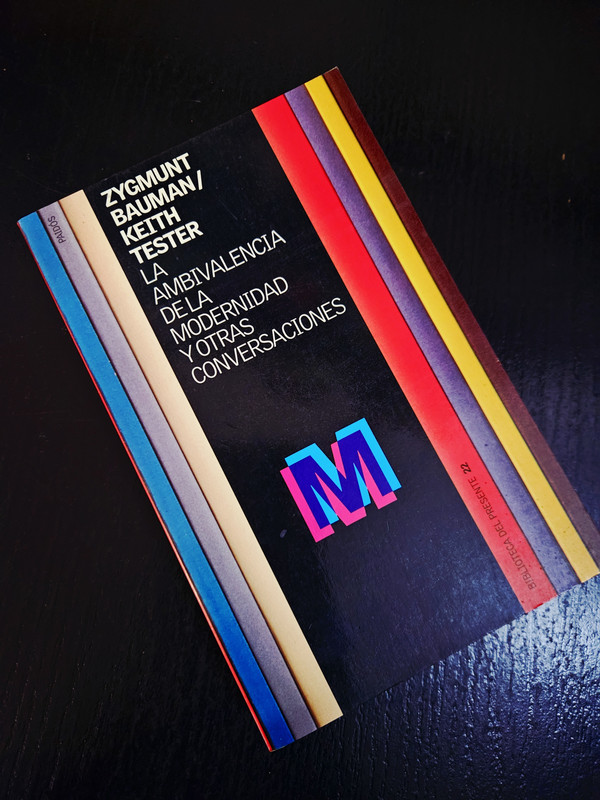 ZYGMUNT
BAUMAN/
KEITH
TESTER
LA
AMBIVALENCIA
DE LA
MODERNIDAD
Y OTRAS
CONVERSACIONES
M
PAIDÓS
BIBLIOTECA DEL PRESENTE 22